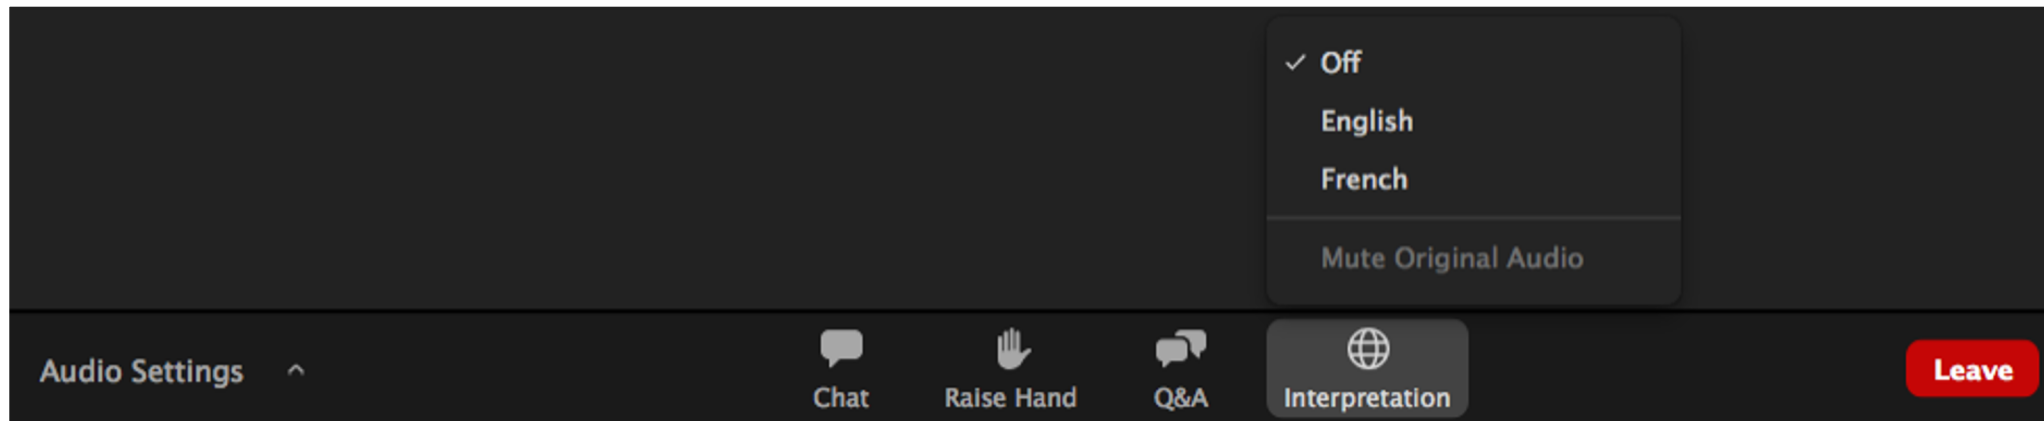 Off
English
French
Mute Original Audio
Audio Settings
Chat
Raise Hand
Q&A
Interpretation
Leave